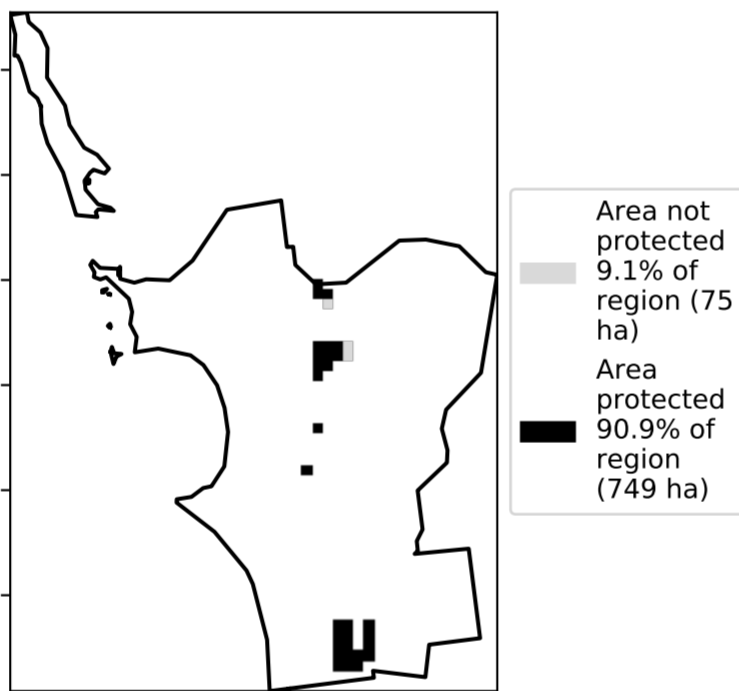 Area not
protected
9.1% of
region (75
ha)
Area
protected
90.9% of
region
(749 ha)